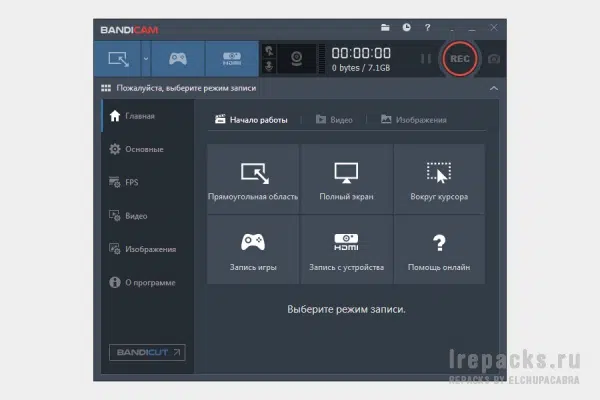 BANDICAM
?
HDMI
00:00:00
0 bytes / 7.1GB
REC
Пожалуйста, выберите режим записи
Главная
Основные
FPS
Видео
Изображения
О программе
BANDICUT
Начало работы | Видео | Изображения
Прямоугольная область
Полный экран
Вокруг курсора
HDMI
?
Запись игры
Запись с устройства
Помощь онлайн
Выберите режим записи.
lrepacks.ru
REPACKS BY ELCHUPACABRA